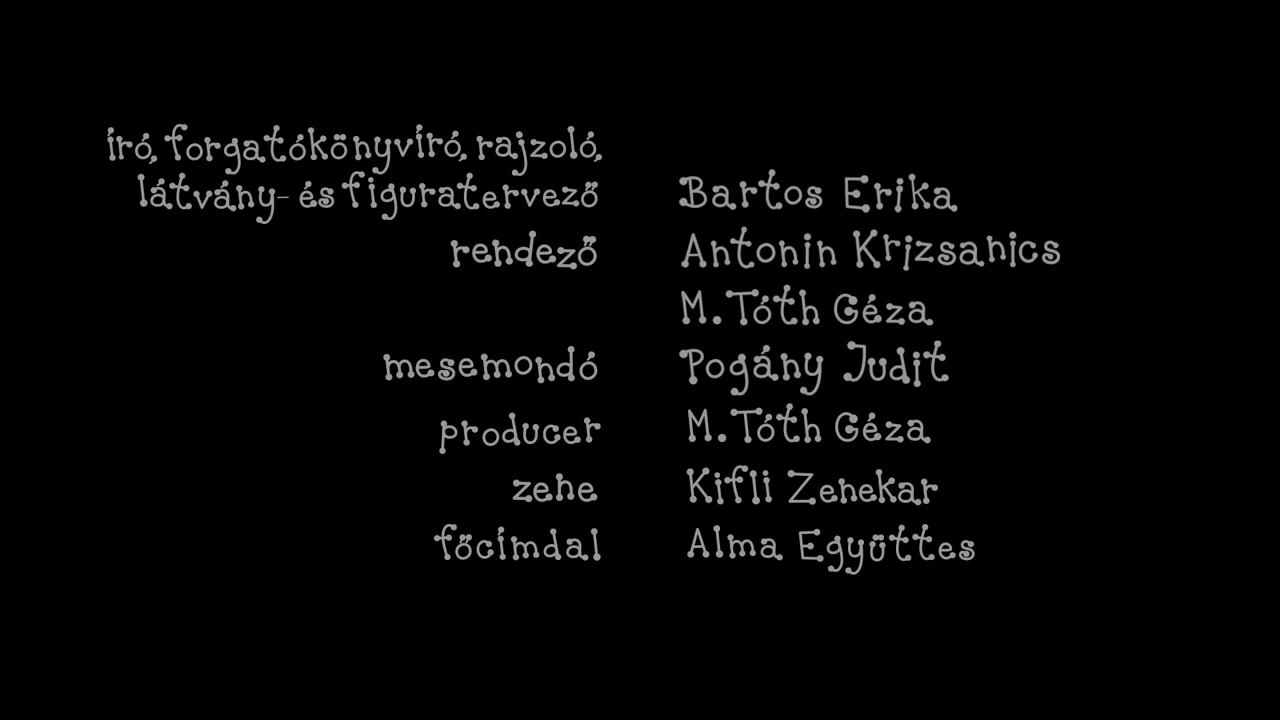 író, forgatókönyvíró, rajzoló,
látvány- és figuratervező Bartos Erika
rendező Antonin Krizsanics
M. Tóth Géza
mesemondó Pogány Judit
producer M. Tóth Géza
zene Kifli Zenekar
főcímdal Alma Együttes